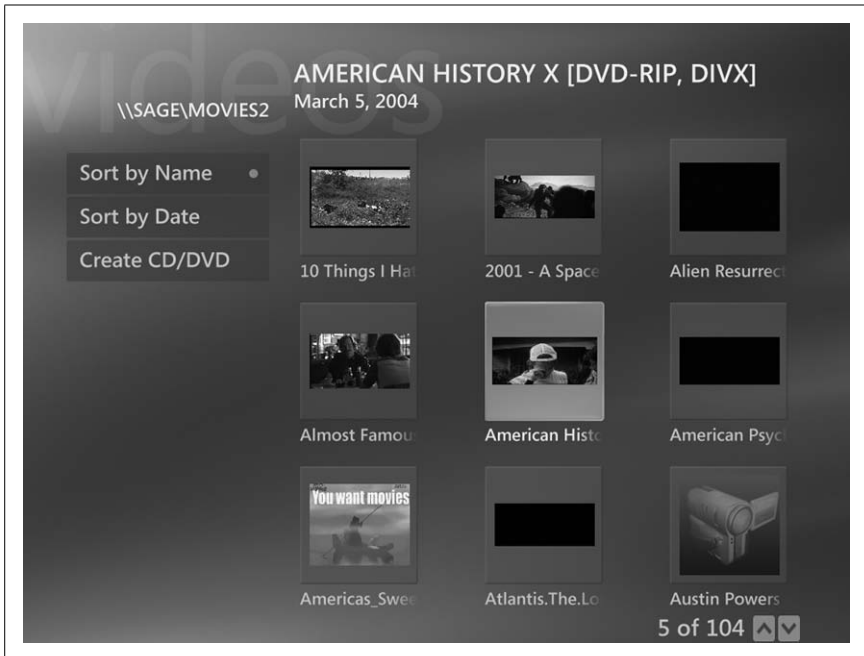 videos
AMERICAN HISTORY X [DVD-RIP, DIVX]
\\SAGE\MOVIES2
March 5, 2004
Sort by Name
Sort by Date
Create CD/DVD
10 Things I Hat
2001 - A Space
Alien Resurrect
Almost Famou
American Histo
American Psyc
You want movies
Americas_Swee
Atlantis.The.Lo
Austin Powers
5 of 104